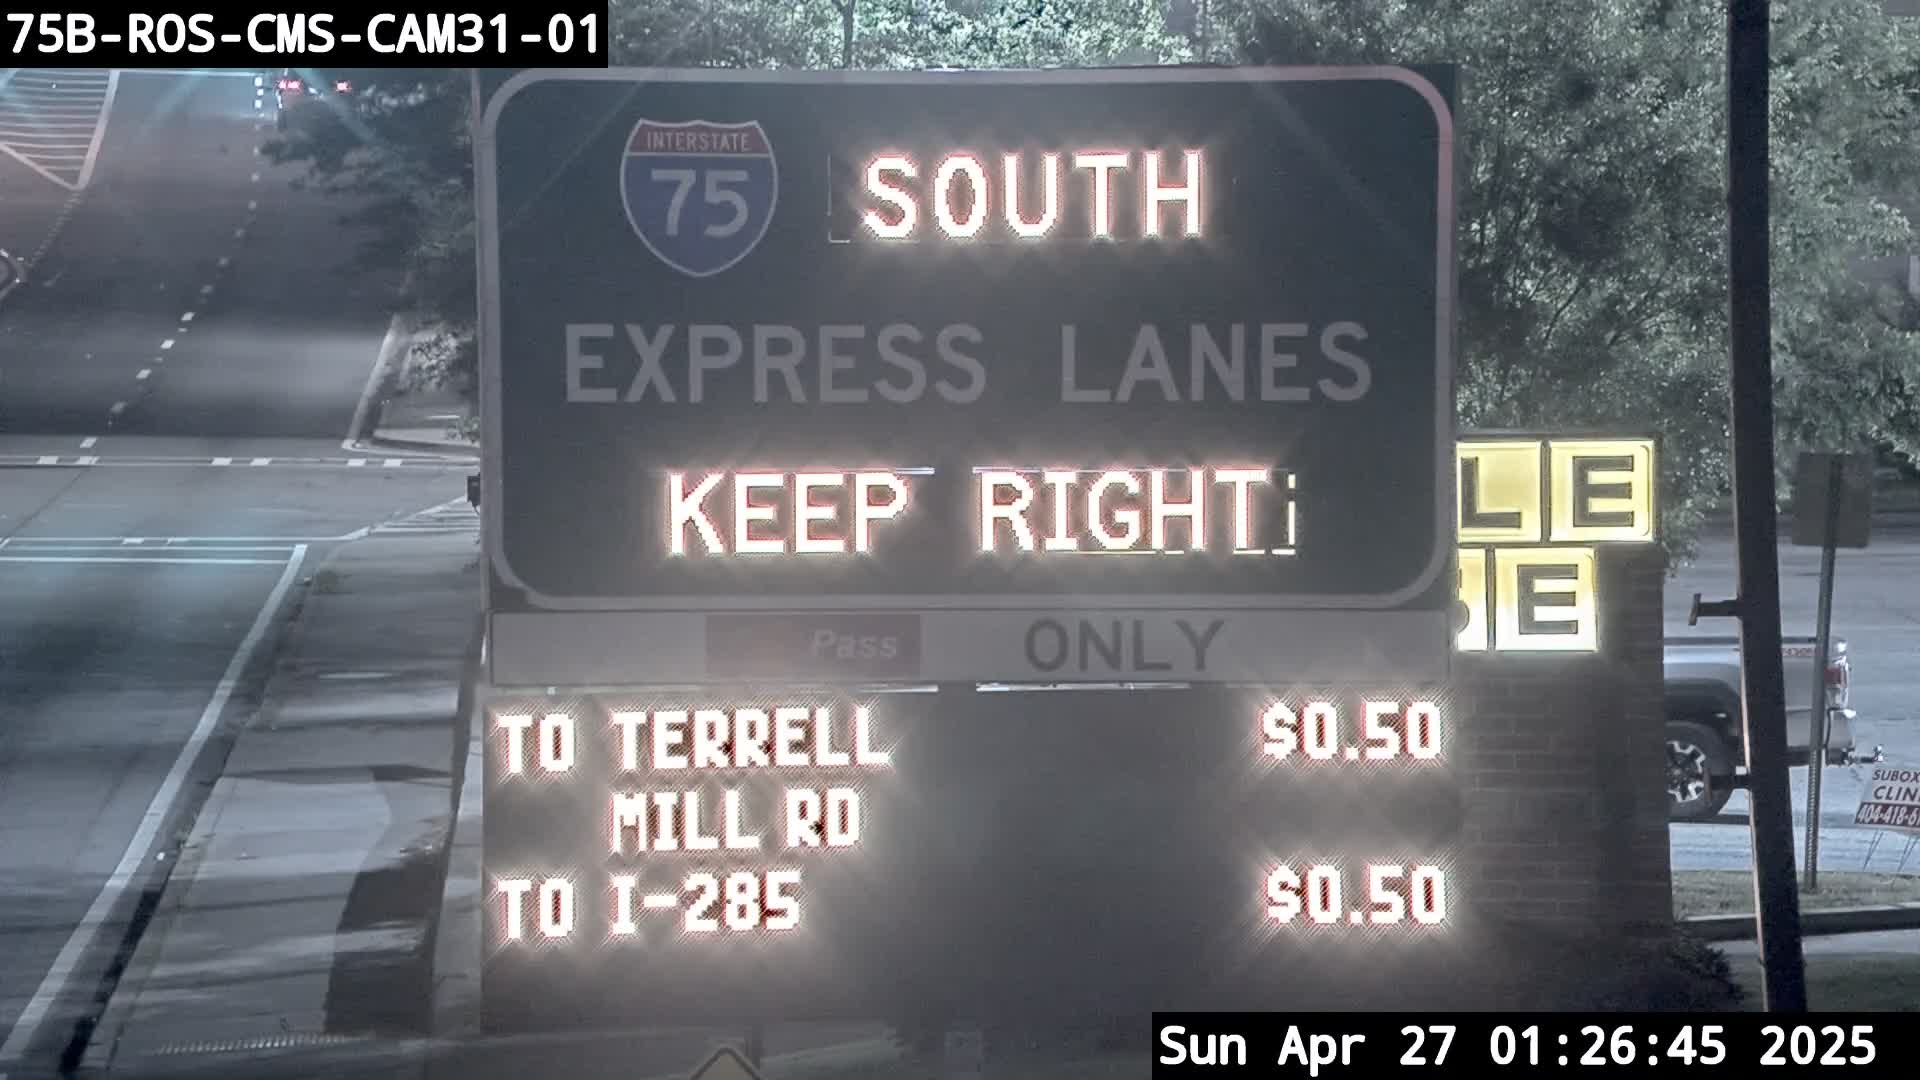 75B-ROS-CMS-CAM31-01
INTERSTATE
75
SOUTH
EXPRESS LANES
KEEP RIGHT
Pass ONLY
LE
E
TO TERRELL $0.50
MILL RD
TO I-285 $0.50
SUBOX
CLIN
404-418-6
Sun Apr 27 01:26:45 2025